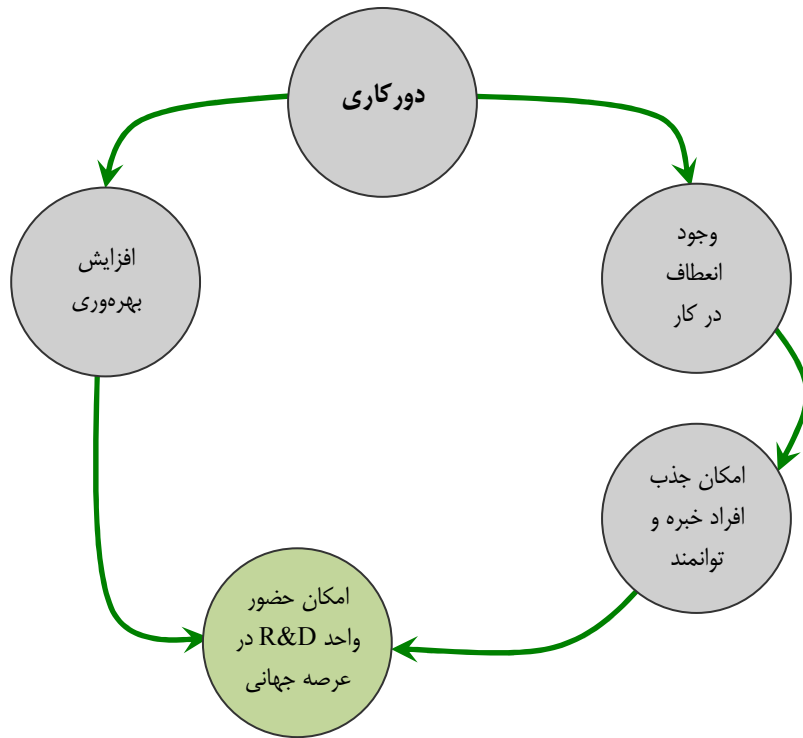 دورکاری
وجود
انعطاف
در کار
افزایش
بهره‌وری
امکان جذب
افراد خبره و
توانمند
امکان حضور
واحد R&D در
عرصه جهانی